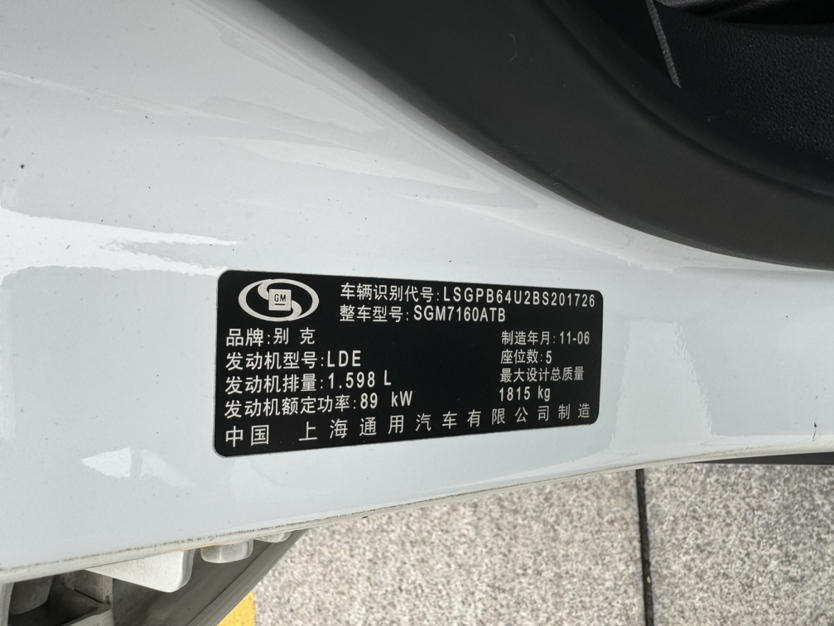 GM
车辆识别代号:LSGPB64U2BS201726
整车型号:SGM7160ATB
品牌:别 克
制造年月:11-06
发动机型号:LDE
座位数:5
发动机排量:1.598 L
最大设计总质量
发动机额定功率:89 kW
1815 kg
中国 上海通用汽车有限公司制造